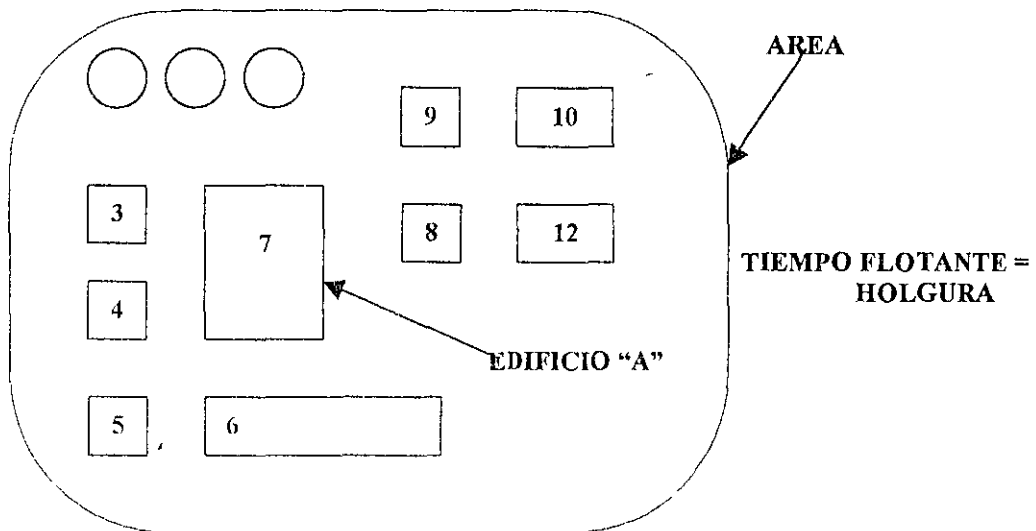 AREA
9
10
3
7
8
12
TIEMPO FLOTANTE =
HOLGURA
4
EDIFICIO “A”
5
6